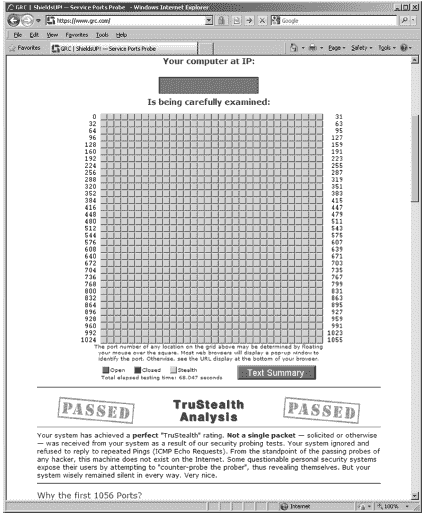 GRC | ShieldsUP! — Service Ports Probe - Windows Internet Explorer
https://www.grc.com/
Google
File Edit View Favorites Tools Help
Favorites GRC | ShieldsUP! — Service Ports Probe Page Safety Tools
Your computer at IP:
Is being carefully examined:
0 31
32 63
64 95
96 127
128 159
160 191
192 223
224 255
256 287
288 319
320 351
352 383
384 415
416 447
448 479
480 511
512 543
544 575
576 607
608 639
640 671
672 703
704 735
736 767
768 799
800 831
832 863
864 895
896 927
928 959
960 991
992 1023
1024 1055
The port number of any location on the grid above may be determined by floating
your mouse over the square. Most web browsers will display a pop-up window to
identify the port. Otherwise, see the URL display at the bottom of your browser.
Open Closed Stealth
Total elapsed testing time: 68.047 seconds
Text Summary
PASSED TruStealth Analysis PASSED
Your system has achieved a perfect "TruStealth" rating. Not a single packet — solicited or otherwise
— was received from your system as a result of our security probing tests. Your system ignored and
refused to reply to repeated Pings (ICMP Echo Requests). From the standpoint of the passing probes of
any hacker, this machine does not exist on the Internet. Some questionable personal security systems
expose their users by attempting to "counter-probe the prober", thus revealing themselves. But your
system wisely remained silent in every way. Very nice.
Why the first 1056 Ports?
Internet 100%